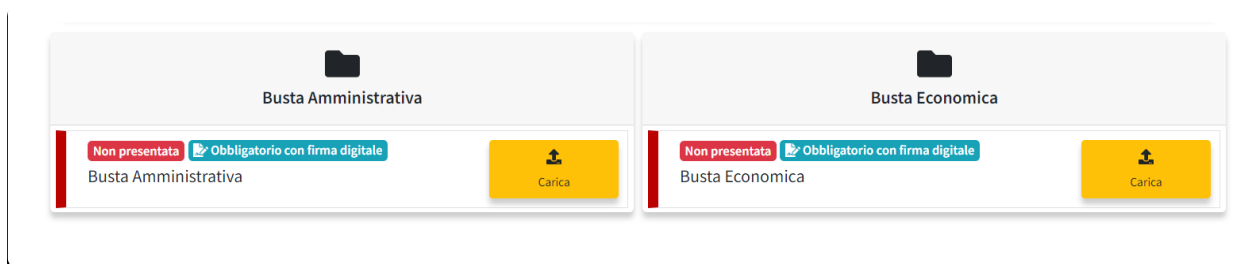 Busta Amministrativa
Non presentata Obbligatorio con firma digitale
Busta Amministrativa
Carica
Busta Economica
Non presentata Obbligatorio con firma digitale
Busta Economica
Carica